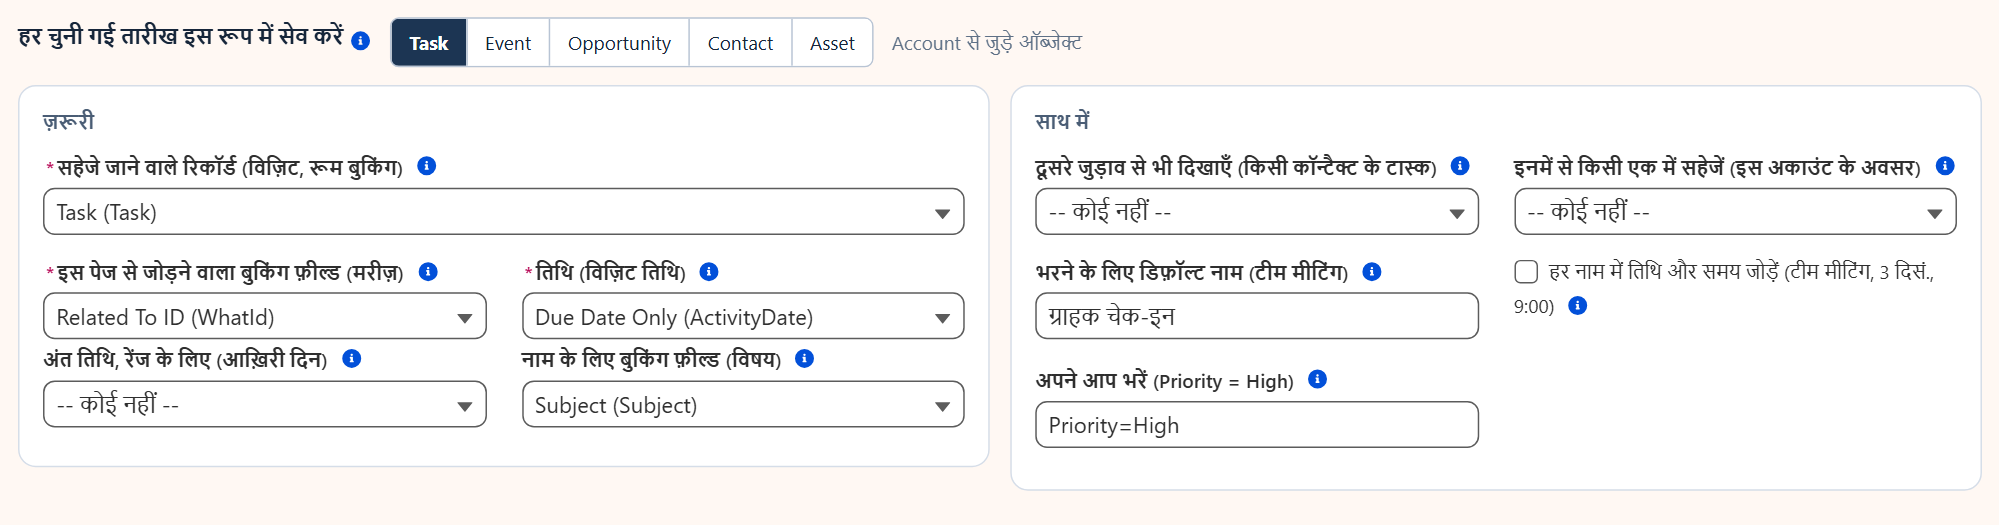 हर चुनी गई तारीख इस रूप में सेव करें
Task
Event
Opportunity
Contact
Asset
Account से जुड़े ऑब्जेक्ट
ज़रूरी
*सहेजे जाने वाले रिकॉर्ड (विज़िट, रूम बुकिंग)
Task (Task)
*इस पेज से जोड़ने वाला बुकिंग फ़ील्ड (मरीज़)
*तिथि (विज़िट तिथि)
Related To ID (WhatId)
Due Date Only (ActivityDate)
अंत तिथि, रेंज के लिए (आख़िरी दिन)
नाम के लिए बुकिंग फ़ील्ड (विषय)
-- कोई नहीं --
Subject (Subject)
साथ में
दूसरे जुड़ाव से भी दिखाएँ (किसी कॉन्टैक्ट के टास्क)
इनमें से किसी एक में सहेजें (इस अकाउंट के अवसर)
-- कोई नहीं --
-- कोई नहीं --
भरने के लिए डिफ़ॉल्ट नाम (टीम मीटिंग)
हर नाम में तिथि और समय जोड़ें (टीम मीटिंग, 3 दिसं.,
9:00)
ग्राहक चेक-इन
अपने आप भरें (Priority = High)
Priority=High